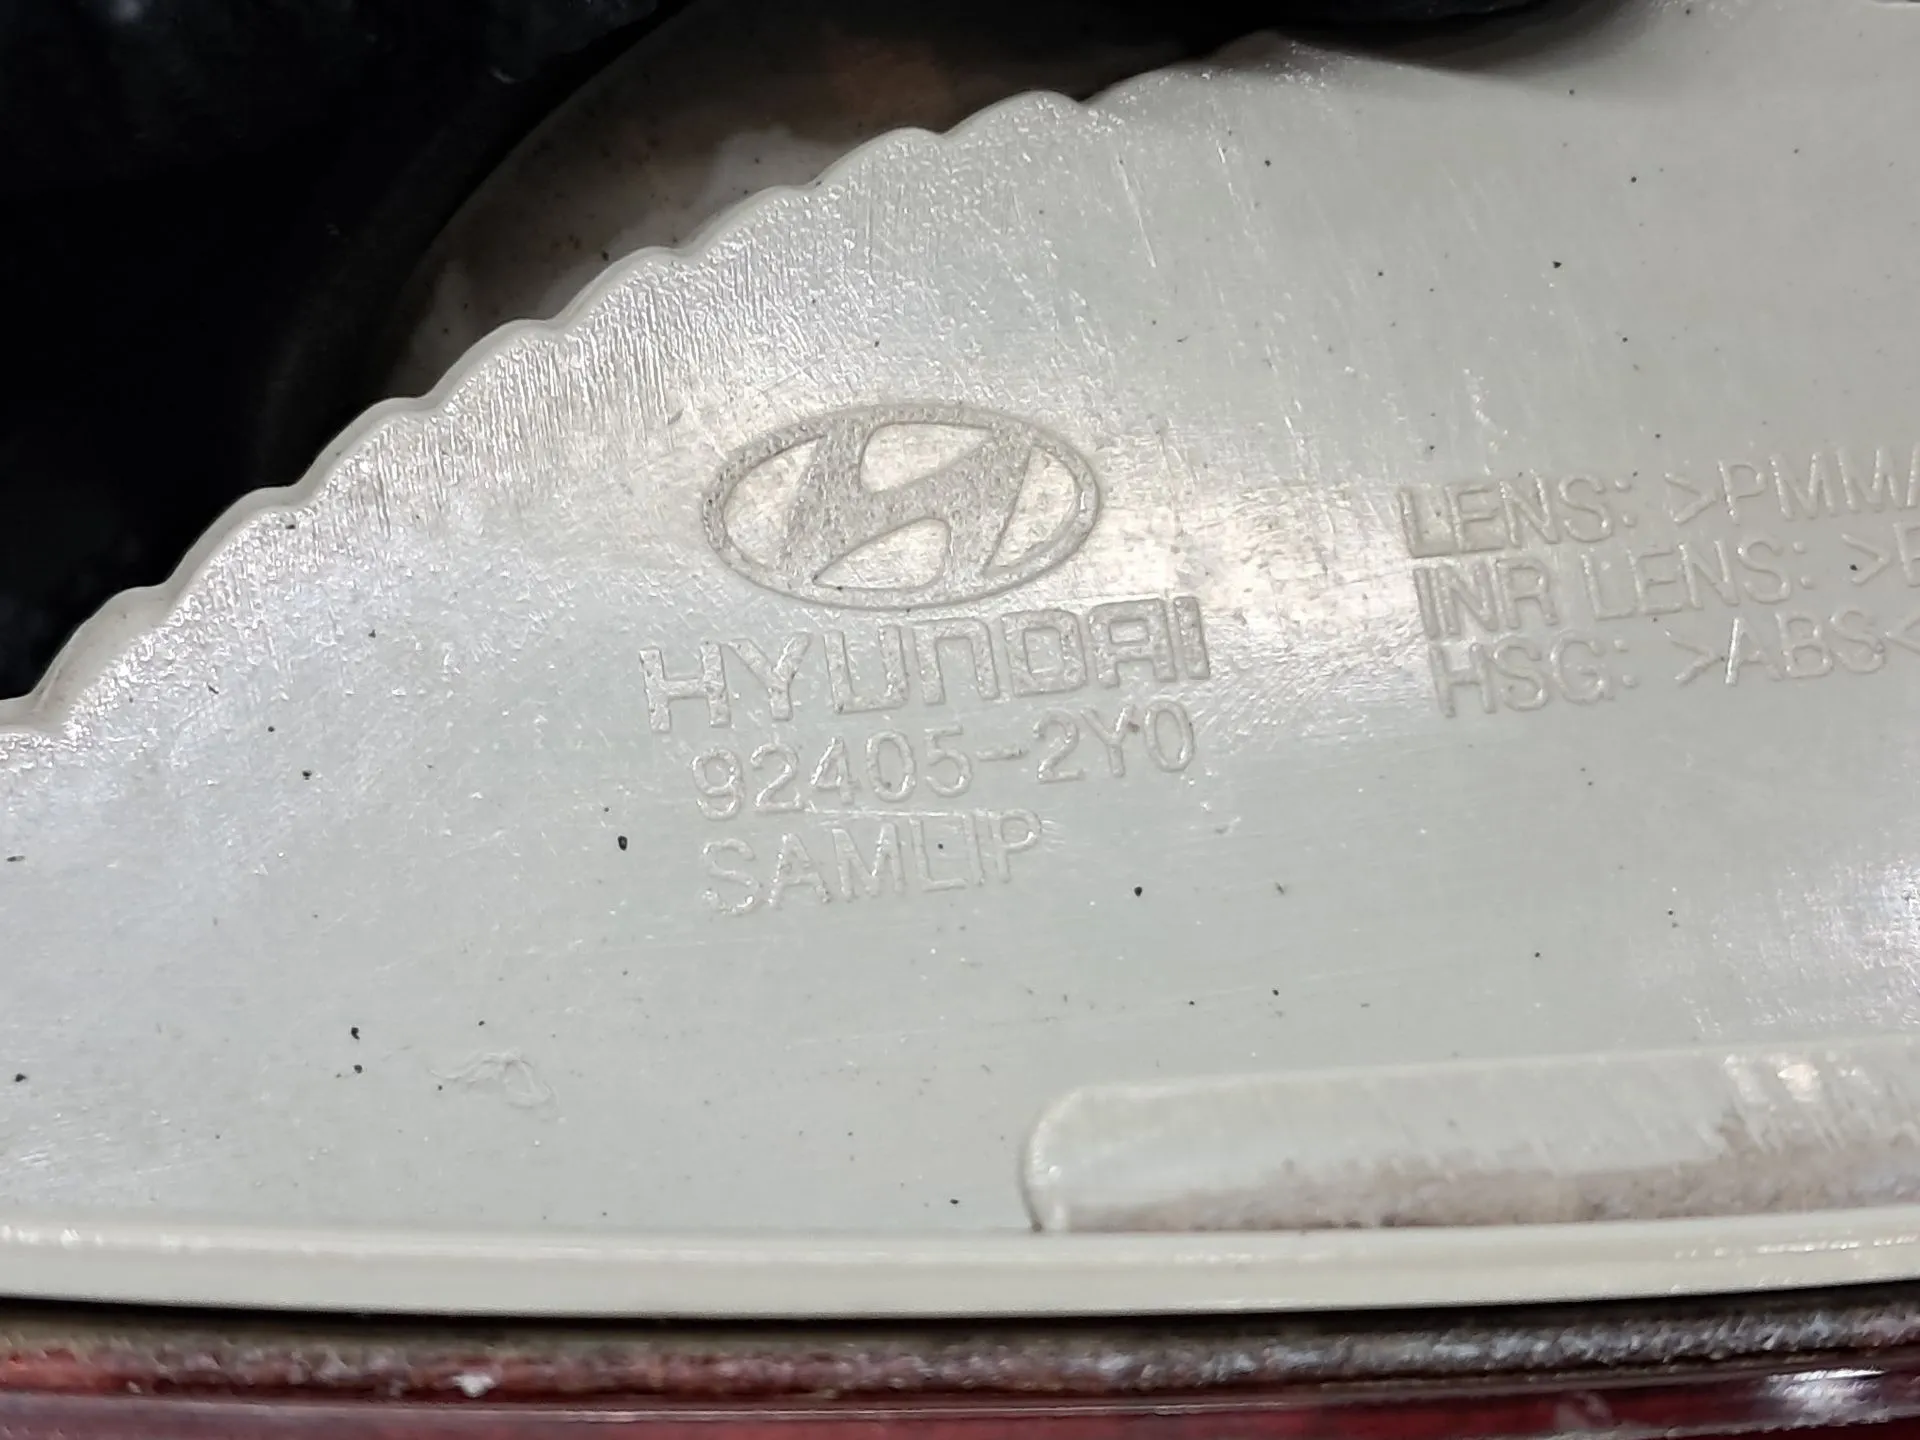 HYUNDAI
92405-2Y0
SAMLIP
LENS: >PMMA
INR LENS: >
HSG: >ABS<